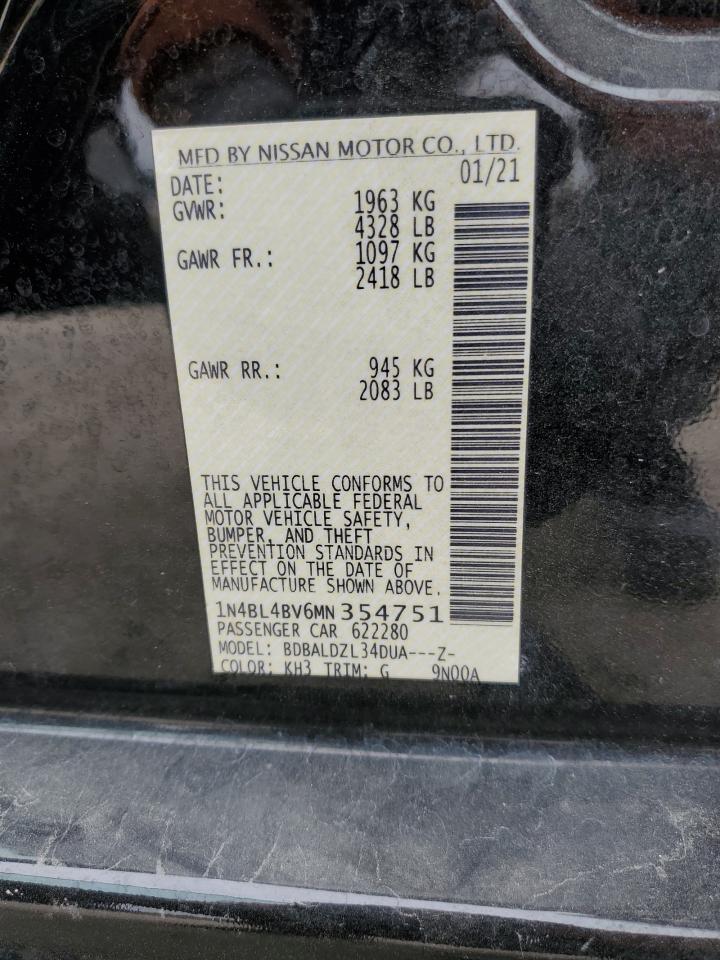 MFD BY NISSAN MOTOR CO., LTD.
DATE: 01/21
GVWR: 1963 KG
4328 LB
GAWR FR.: 1097 KG
2418 LB
GAWR RR.: 945 KG
2083 LB
THIS VEHICLE CONFORMS TO
ALL APPLICABLE FEDERAL
MOTOR VEHICLE SAFETY,
BUMPER, AND THEFT
PREVENTION STANDARDS IN
EFFECT ON THE DATE OF
MANUFACTURE SHOWN ABOVE.
1N4BL4BV6MN354751
PASSENGER CAR 622280
MODEL: BDBALDZL34DUA---Z-
COLOR: KH3 TRIM: G 9N00A